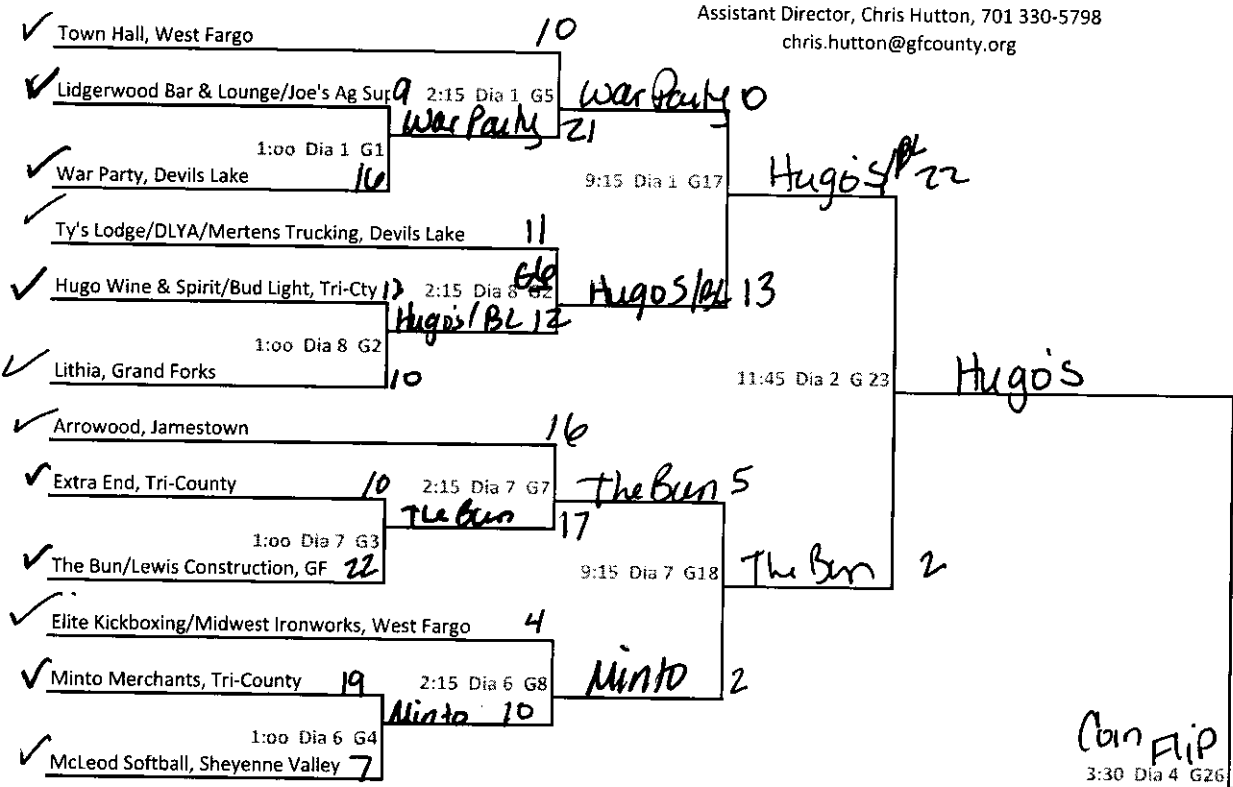 Assistant Director, Chris Hutton, 701 330-5798
chris.hutton@gfcounty.org
Town Hall, West Fargo 10
Lidgerwood Bar & Lounge/Joe's Ag Sup 9 2:15 Dia 1 G5 War Party 0
War Party 21
1:00 Dia 1 G1
War Party, Devils Lake 16
9:15 Dia 1 G17 Hugo's/BL 22
Ty's Lodge/DLYA/Mertens Trucking, Devils Lake 11
G6
Hugo Wine & Spirit/Bud Light, Tri-Cty 13 2:15 Dia 8 G2 Hugo's/BL 13
Hugo's/BL 12
1:00 Dia 8 G2
Lithia, Grand Forks 10
11:45 Dia 2 G 23 Hugo's
Arrowood, Jamestown 16
Extra End, Tri-County 10 2:15 Dia 7 G7 The Bun 5
The Bun 17
1:00 Dia 7 G3
The Bun/Lewis Construction, GF 22
9:15 Dia 7 G18 The Bun 2
Elite Kickboxing/Midwest Ironworks, West Fargo 4
Minto Merchants, Tri-County 19 2:15 Dia 6 G8 Minto 2
Minto 10
1:00 Dia 6 G4
McLeod Softball, Sheyenne Valley 7
Coin Flip
3:30 Dia 4 G26